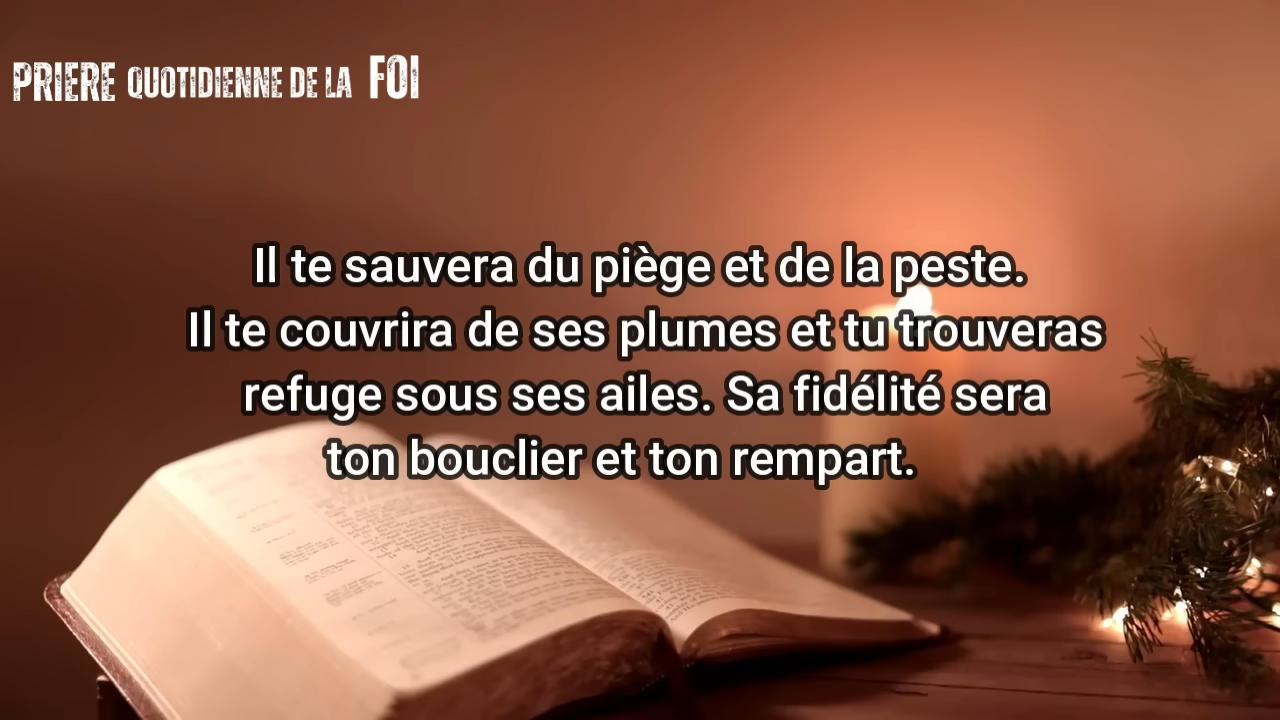 PRIERE QUOTIDIENNE DE LA FOI
Il te sauvera du piège et de la peste.
Il te couvrira de ses plumes et tu trouveras
refuge sous ses ailes. Sa fidélité sera
ton bouclier et ton rempart.